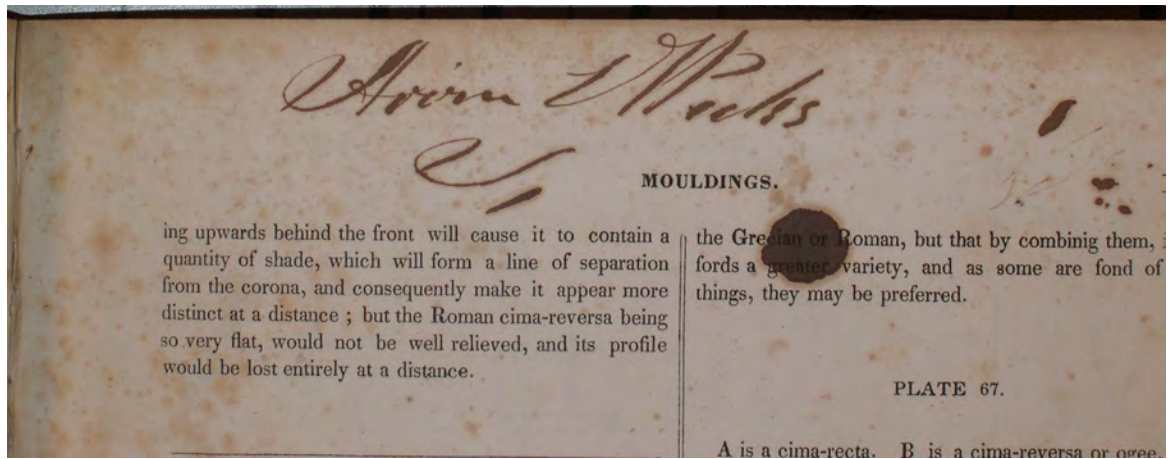 MOULDINGS.
ing upwards behind the front will cause it to contain a
quantity of shade, which will form a line of separation
from the corona, and consequently make it appear more
distinct at a distance ; but the Roman cima-reversa being
so very flat, would not be well relieved, and its profile
would be lost entirely at a distance.
the Grecian or Roman, but that by combinig them,
fords a greater variety, and as some are fond of
things, they may be preferred.
PLATE 67.
A is a cima-recta. B is a cima-reversa or ogee.